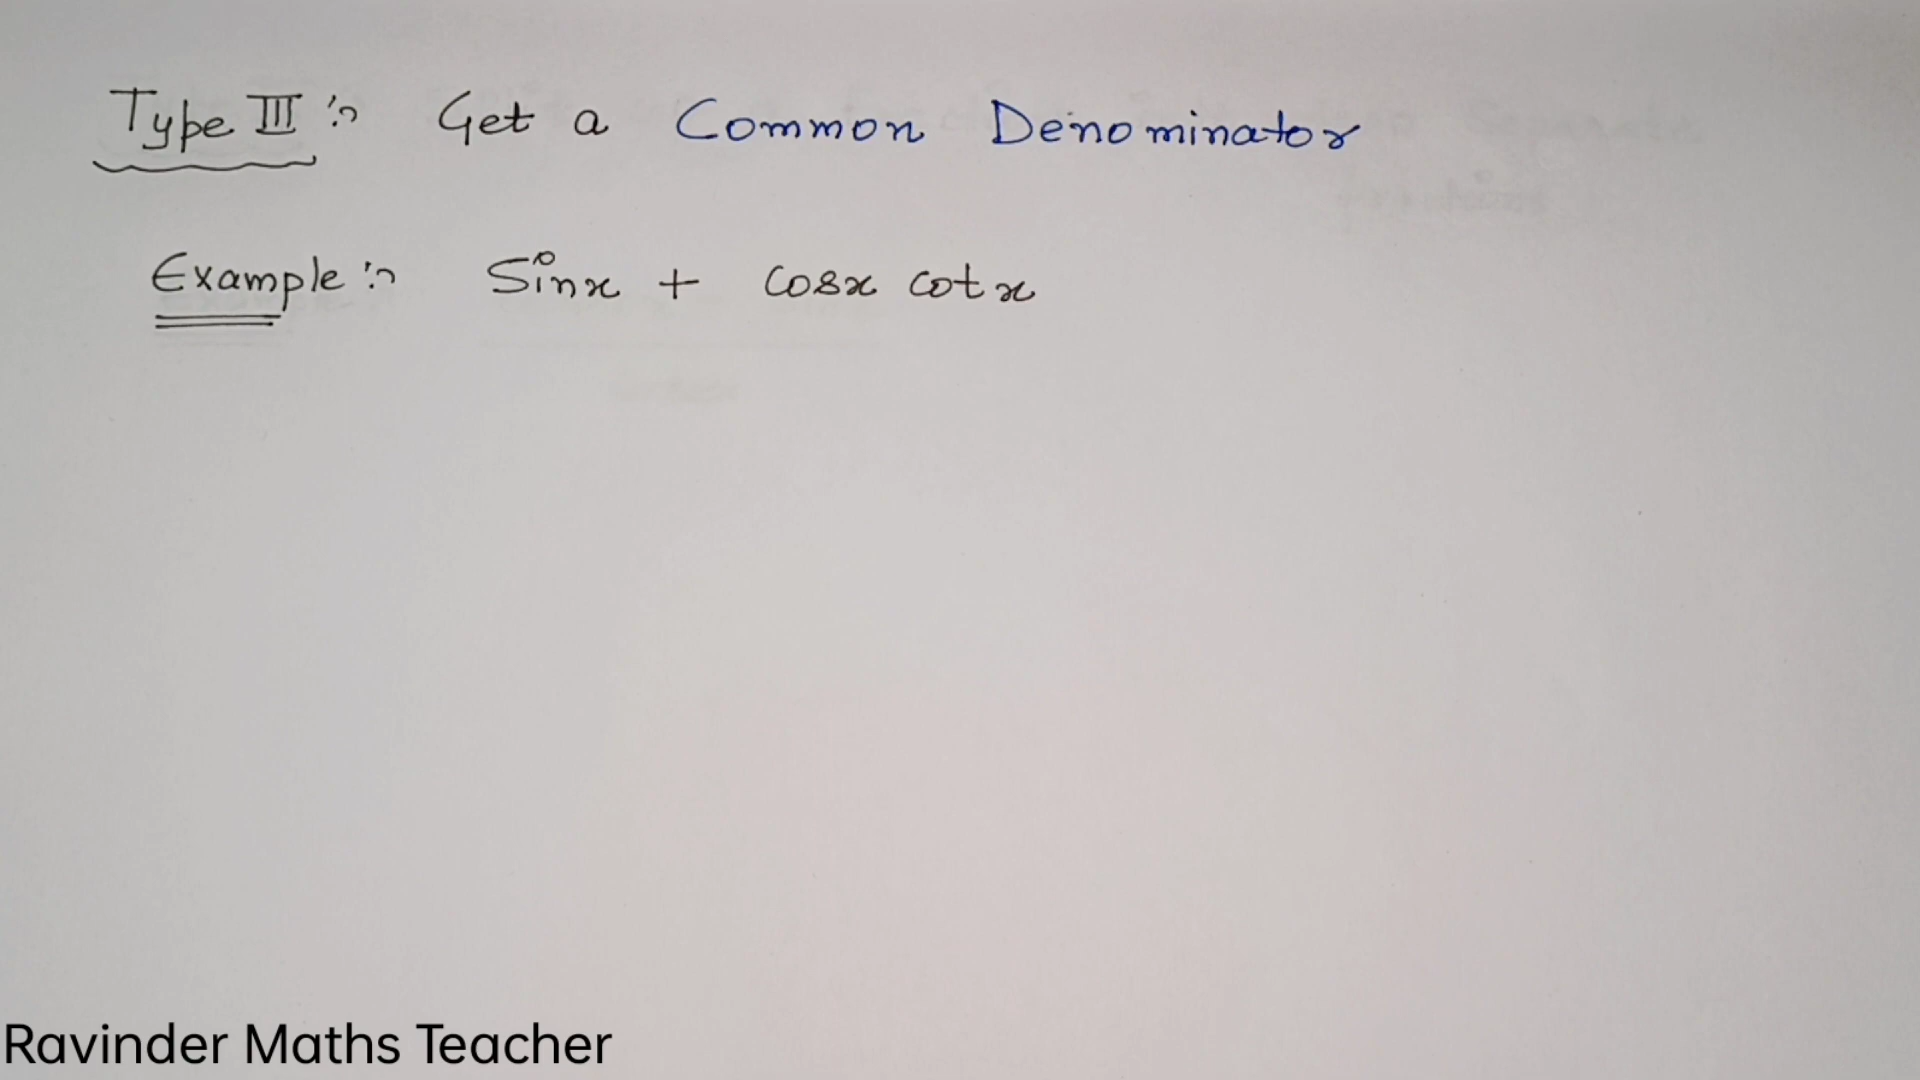 Type III :- Get a Common Denominator
Example :- Sinx + cosx cotx
Ravinder Maths Teacher